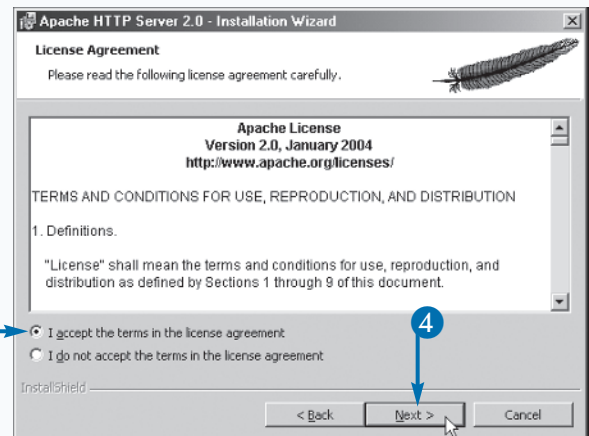 Apache HTTP Server 2.0 - Installation Wizard
License Agreement
Please read the following license agreement carefully.
Apache License
Version 2.0, January 2004
http://www.apache.org/licenses/
TERMS AND CONDITIONS FOR USE, REPRODUCTION, AND DISTRIBUTION
1. Definitions.
"License" shall mean the terms and conditions for use, reproduction, and
distribution as defined by Sections 1 through 9 of this document.
I accept the terms in the license agreement
4
I do not accept the terms in the license agreement
InstallShield
< Back
Next >
Cancel